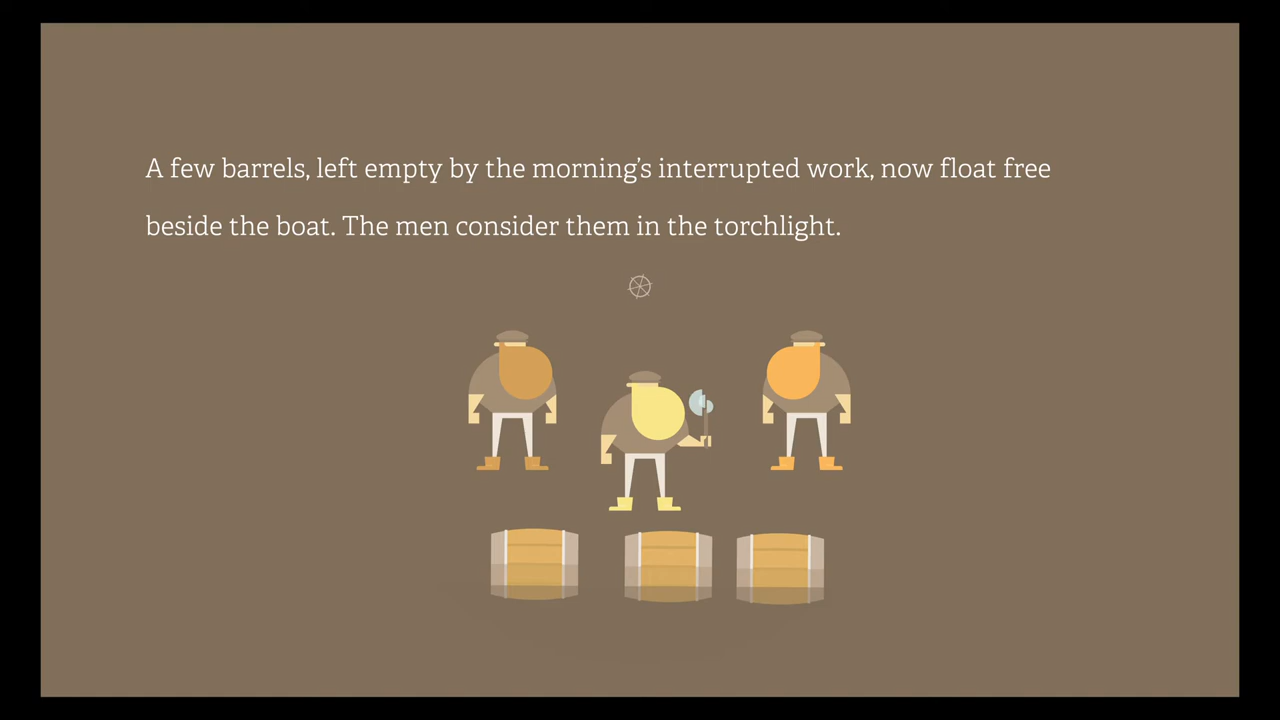 A few barrels, left empty by the morning’s interrupted work, now float free
beside the boat. The men consider them in the torchlight.